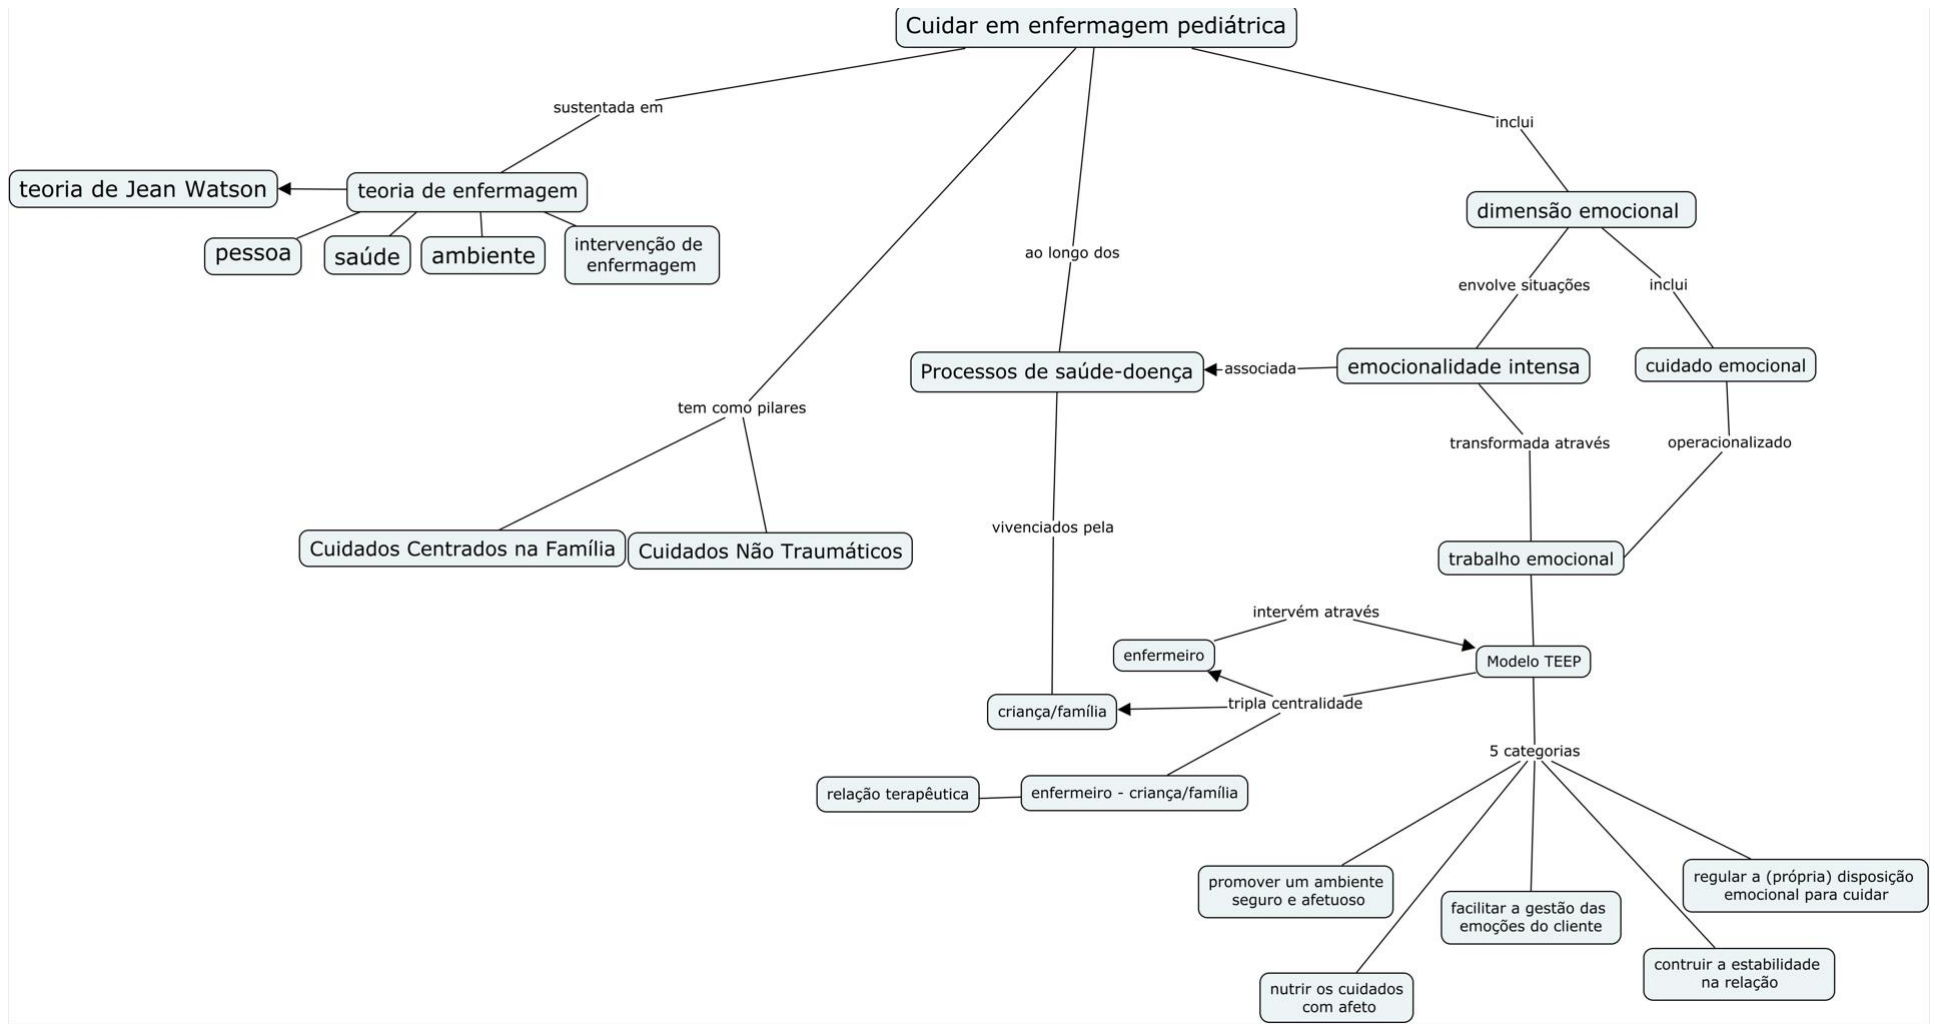 Cuidar em enfermagem pediátrica
sustentada em
inclui
teoria de Jean Watson
teoria de enfermagem
dimensão emocional
pessoa
saúde
ambiente
intervenção de
enfermagem
ao longo dos
envolve situações
inclui
Processos de saúde-doença
associada
emocionalidade intensa
cuidado emocional
tem como pilares
transformada através
operacionalizado
Cuidados Centrados na Família
Cuidados Não Traumáticos
vivenciados pela
trabalho emocional
intervém através
enfermeiro
Modelo TEEP
criança/família
tripla centralidade
5 categorias
relação terapêutica
enfermeiro - criança/família
promover um ambiente
seguro e afetuoso
nutrir os cuidados
com afeto
facilitar a gestão das
emoções do cliente
contruir a estabilidade
na relação
regular a (própria) disposição
emocional para cuidar